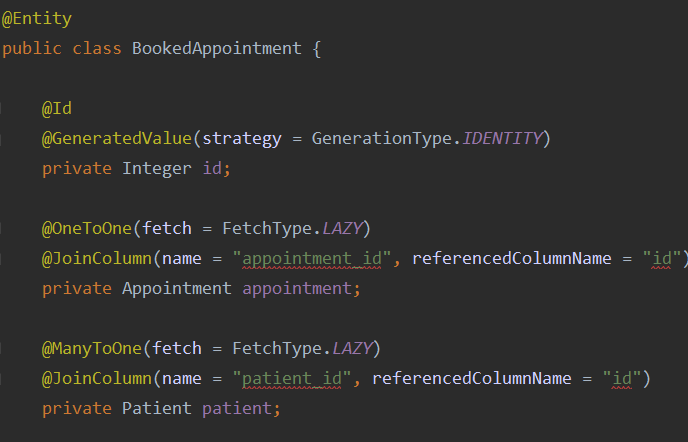 @Entity
public class BookedAppointment {
@Id
@GeneratedValue(strategy = GenerationType.IDENTITY)
private Integer id;
@OneToOne(fetch = FetchType.LAZY)
@JoinColumn(name = "appointment_id", referencedColumnName = "id")
private Appointment appointment;
@ManyToOne(fetch = FetchType.LAZY)
@JoinColumn(name = "patient_id", referencedColumnName = "id")
private Patient patient;